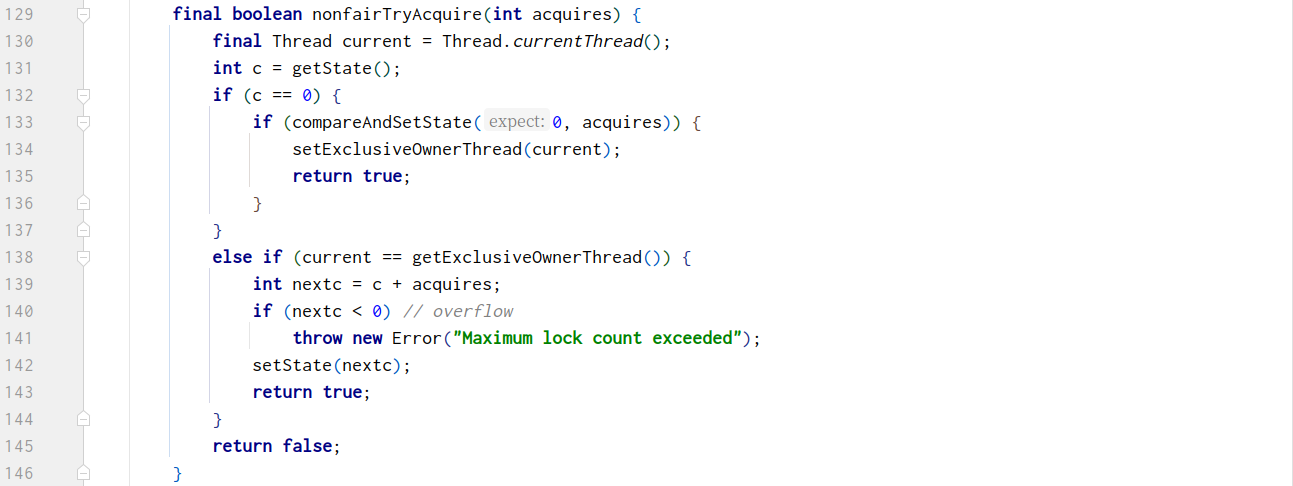 129 final boolean nonfairTryAcquire(int acquires) {
130 final Thread current = Thread.currentThread();
131 int c = getState();
132 if (c == 0) {
133 if (compareAndSetState( expect: 0, acquires)) {
134 setExclusiveOwnerThread(current);
135 return true;
136 }
137 }
138 else if (current == getExclusiveOwnerThread()) {
139 int nextc = c + acquires;
140 if (nextc < 0) // overflow
141 throw new Error("Maximum lock count exceeded");
142 setState(nextc);
143 return true;
144 }
145 return false;
146 }